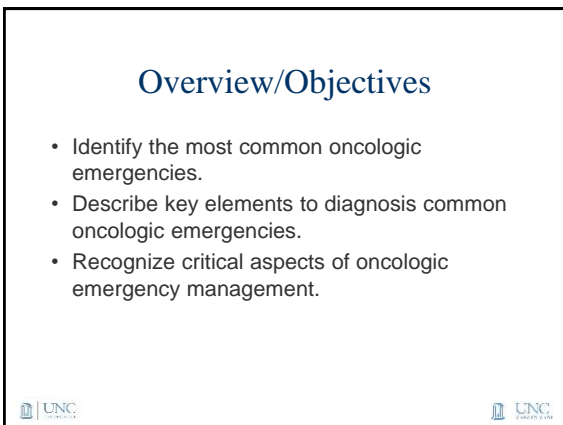 Overview/Objectives
• Identify the most common oncologic
emergencies.
• Describe key elements to diagnosis common
oncologic emergencies.
• Recognize critical aspects of oncologic
emergency management.
UNC
UNC